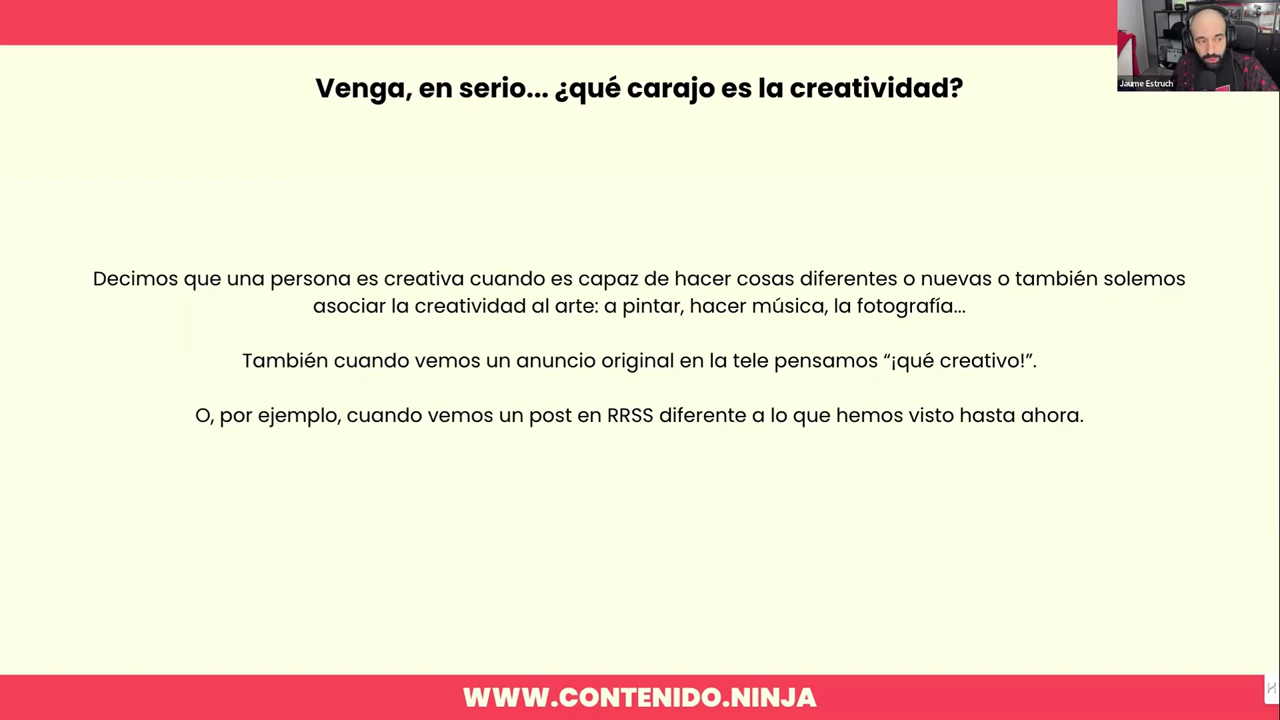 Jaume Estruch
Venga, en serio... ¿qué carajo es la creatividad?
Decimos que una persona es creativa cuando es capaz de hacer cosas diferentes o nuevas o también solemos
asociar la creatividad al arte: a pintar, hacer música, la fotografía...
También cuando vemos un anuncio original en la tele pensamos “¡qué creativo!”.
O, por ejemplo, cuando vemos un post en RRSS diferente a lo que hemos visto hasta ahora.
WWW.CONTENIDO.NINJA